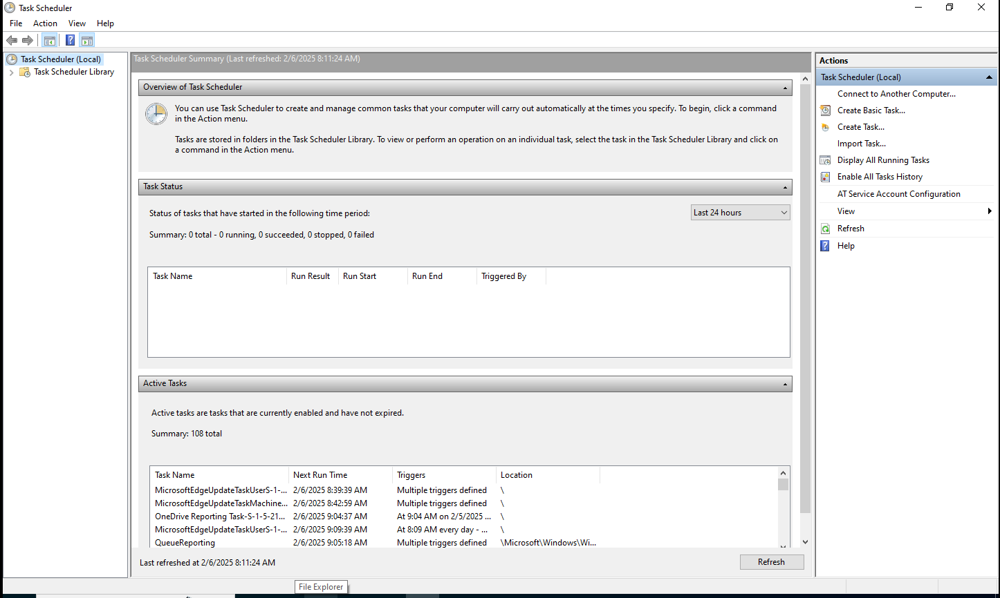 Task Scheduler
File Action View Help
Task Scheduler (Local)
Task Scheduler Library
Task Scheduler Summary (Last refreshed: 2/6/2025 8:11:24 AM)
Overview of Task Scheduler
You can use Task Scheduler to create and manage common tasks that your computer will carry out automatically at the times you specify. To begin, click a command
in the Action menu.
Tasks are stored in folders in the Task Scheduler Library. To view or perform an operation on an individual task, select the task in the Task Scheduler Library and click on
a command in the Action menu.
Task Status
Status of tasks that have started in the following time period:
Last 24 hours
Summary: 0 total - 0 running, 0 succeeded, 0 stopped, 0 failed
Task Name Run Result Run Start Run End Triggered By
Active Tasks
Active tasks are tasks that are currently enabled and have not expired.
Summary: 108 total
Task Name Next Run Time Triggers Location
MicrosoftEdgeUpdateTaskUserS-1-... 2/6/2025 8:39:39 AM Multiple triggers defined \
MicrosoftEdgeUpdateTaskMachine... 2/6/2025 8:42:59 AM Multiple triggers defined \
OneDrive Reporting Task-S-1-5-21... 2/6/2025 9:04:37 AM At 9:04 AM on 2/5/2025 ... \
MicrosoftEdgeUpdateTaskUserS-1-... 2/6/2025 9:09:39 AM At 8:09 AM every day - ... \
QueueReporting 2/6/2025 9:05:18 AM Multiple triggers defined \Microsoft\Windows\Wi...
Last refreshed at 2/6/2025 8:11:24 AM
Refresh
File Explorer
Actions
Task Scheduler (Local)
Connect to Another Computer...
Create Basic Task...
Create Task...
Import Task...
Display All Running Tasks
Enable All Tasks History
AT Service Account Configuration
View
Refresh
Help